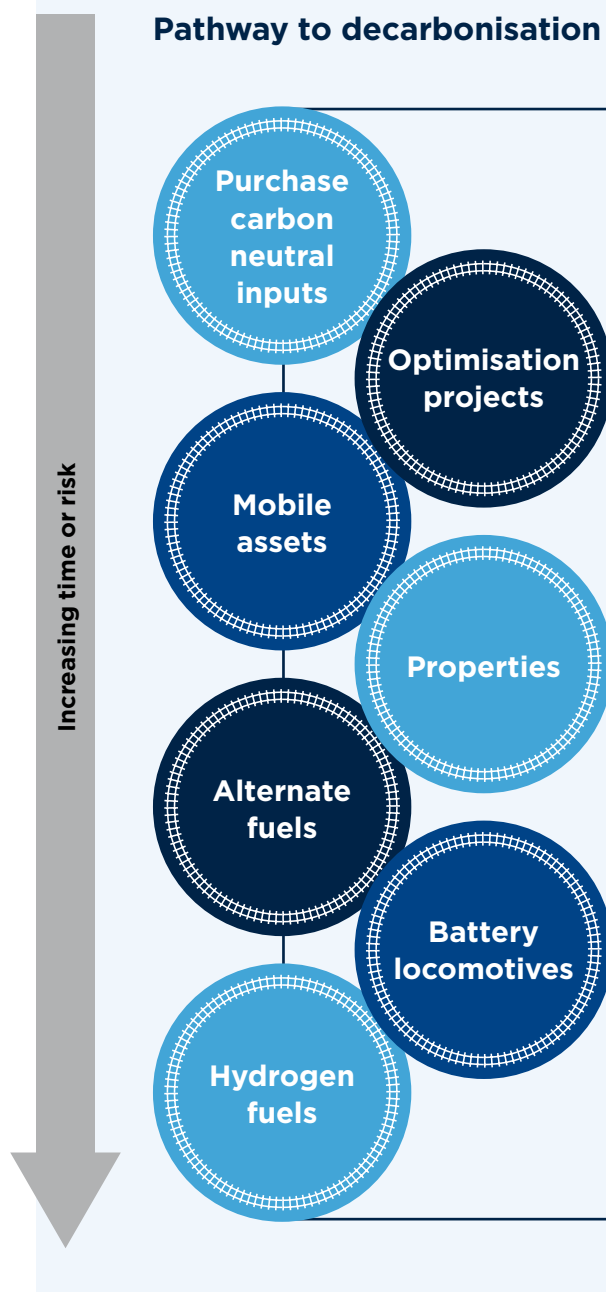 Pathway to decarbonisation
Increasing time or risk
Purchase
carbon
neutral
inputs
Optimisation
projects
Mobile
assets
Properties
Alternate
fuels
Battery
locomotives
Hydrogen
fuels